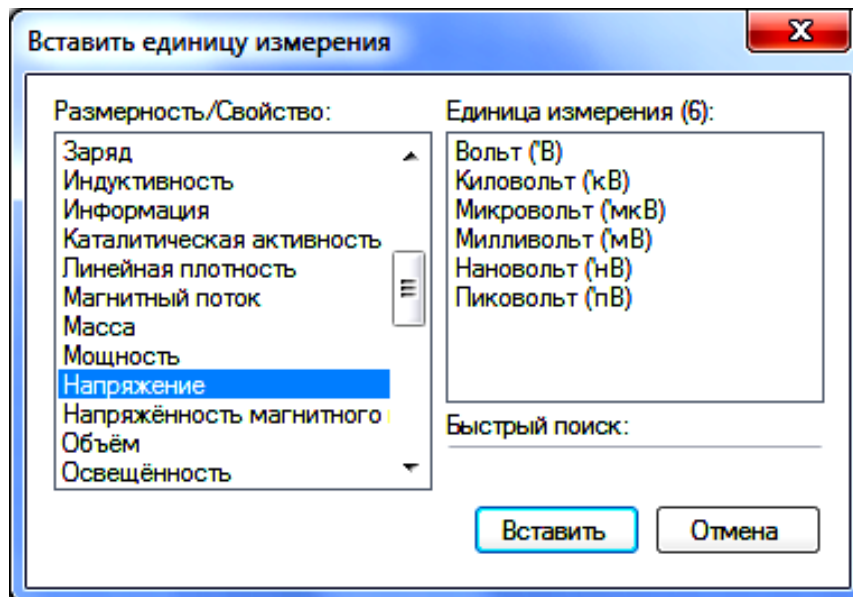 Вставить единицу измерения
Размерность/Свойство:
Заряд
Индуктивность
Информация
Каталитическая активность
Линейная плотность
Магнитный поток
Масса
Мощность
Напряжение
Напряжённость магнитного
Объём
Освещённость
Единица измерения (6):
Вольт ('В)
Киловольт ('кВ)
Микровольт ('мкВ)
Милливольт ('мВ)
Нановольт ('нВ)
Пиковольт ('пВ)
Быстрый поиск:
Вставить
Отмена